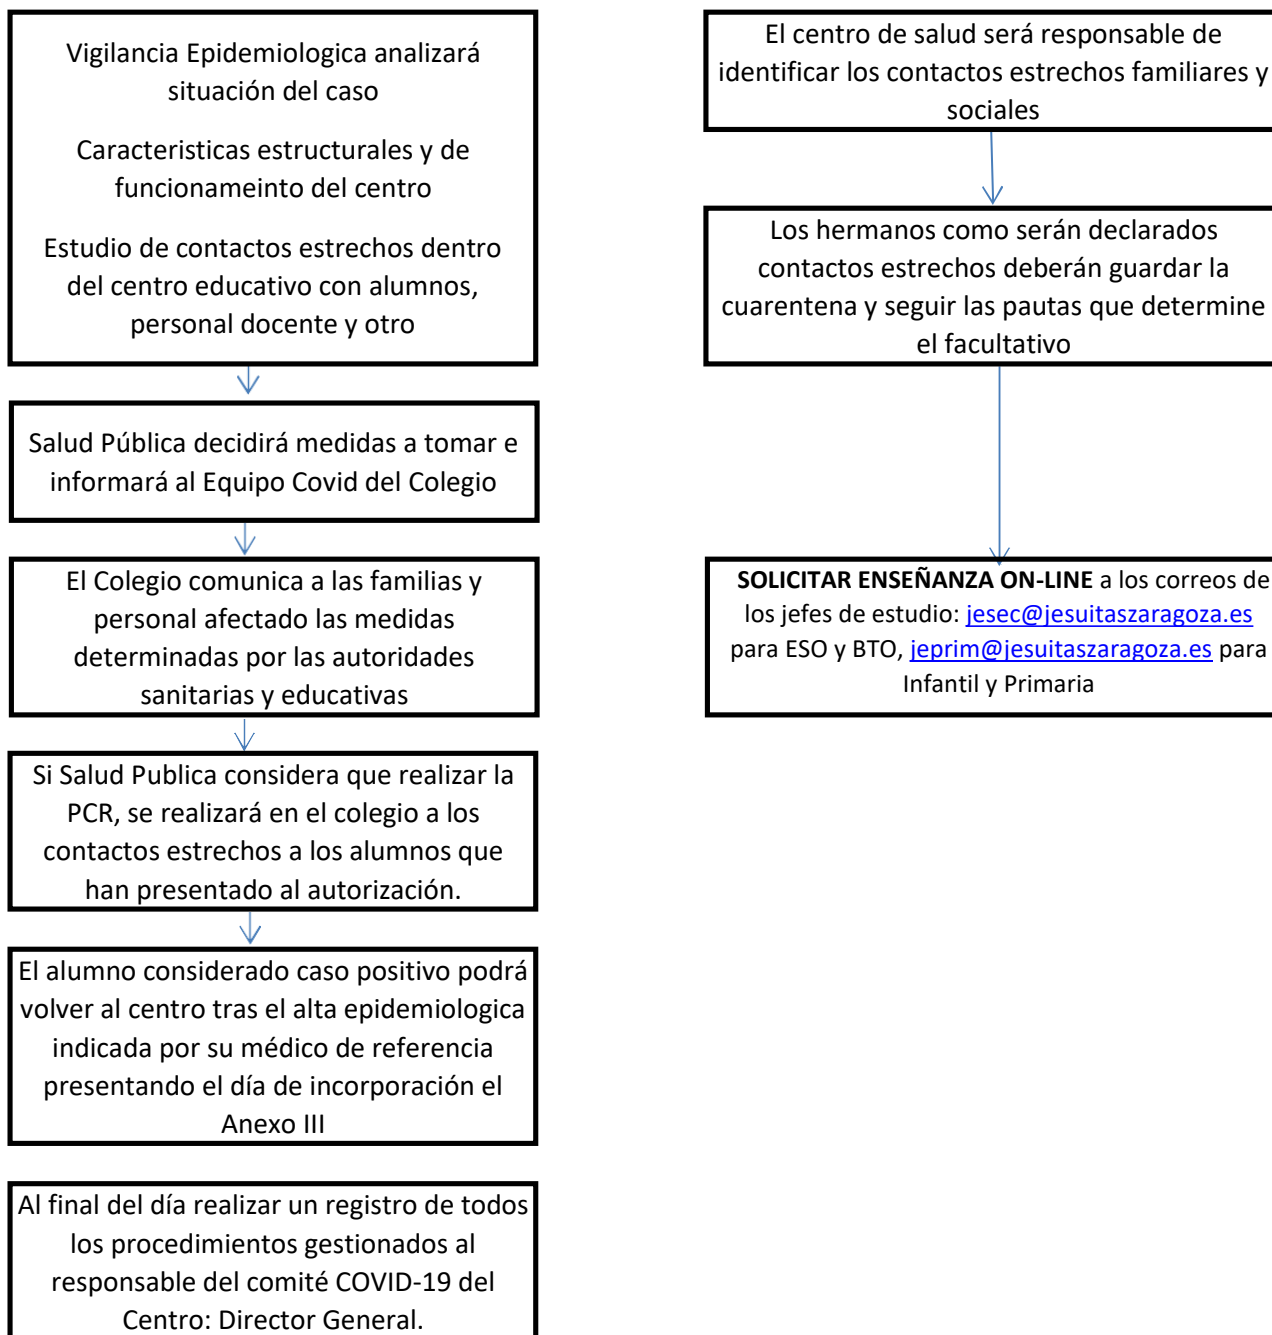 Vigilancia Epidemiologica analizará
situación del caso
Caracteristicas estructurales y de
funcionameinto del centro
Estudio de contactos estrechos dentro
del centro educativo con alumnos,
personal docente y otro
Salud Pública decidirá medidas a tomar e
informará al Equipo Covid del Colegio
El Colegio comunica a las familias y
personal afectado las medidas
determinadas por las autoridades
sanitarias y educativas
Si Salud Publica considera que realizar la
PCR, se realizará en el colegio a los
contactos estrechos a los alumnos que
han presentado al autorización.
El alumno considerado caso positivo podrá
volver al centro tras el alta epidemiologica
indicada por su médico de referencia
presentando el día de incorporación el
Anexo III
Al final del día realizar un registro de todos
los procedimientos gestionados al
responsable del comité COVID-19 del
Centro: Director General.
El centro de salud será responsable de
identificar los contactos estrechos familiares y
sociales
Los hermanos como serán declarados
contactos estrechos deberán guardar la
cuarentena y seguir las pautas que determine
el facultativo
SOLICITAR ENSEÑANZA ON-LINE a los correos de
los jefes de estudio: jesec@jesuitaszaragoza.es
para ESO y BTO, jeprim@jesuitaszaragoza.es para
Infantil y Primaria